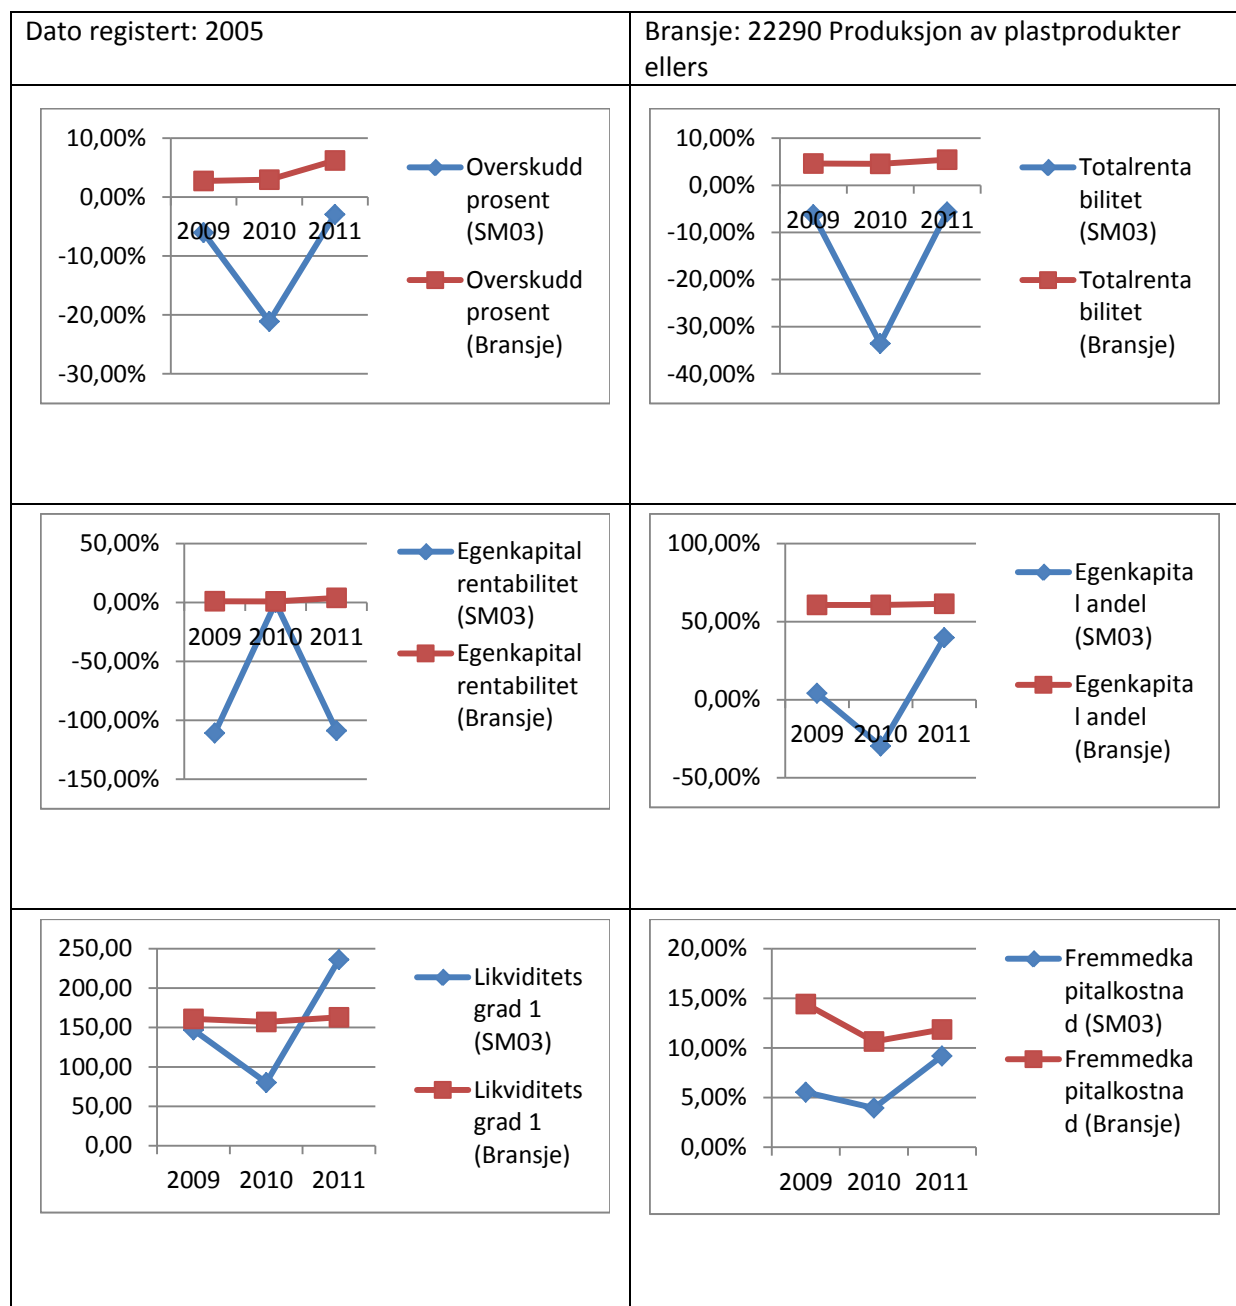 Dato registert: 2005
Bransje: 22290 Produksjon av plastprodukter
ellers
10,00%
0,00%
-10,00%
-20,00%
-30,00%
2009 2010 2011
Overskudd
prosent
(SM03)
Overskudd
prosent
(Bransje)
10,00%
0,00%
-10,00%
-20,00%
-30,00%
-40,00%
2009 2010 2011
Totalrenta
bilitet
(SM03)
Totalrenta
bilitet
(Bransje)
50,00%
0,00%
-50,00%
-100,00%
-150,00%
2009 2010 2011
Egenkapital
rentabilitet
(SM03)
Egenkapital
rentabilitet
(Bransje)
100,00%
50,00%
0,00%
-50,00%
2009 2010 2011
Egenkapita
l andel
(SM03)
Egenkapita
l andel
(Bransje)
250,00
200,00
150,00
100,00
50,00
0,00
2009 2010 2011
Likviditets
grad 1
(SM03)
Likviditets
grad 1
(Bransje)
20,00%
15,00%
10,00%
5,00%
0,00%
2009 2010 2011
Fremmedka
pitalkostna
d (SM03)
Fremmedka
pitalkostna
d (Bransje)